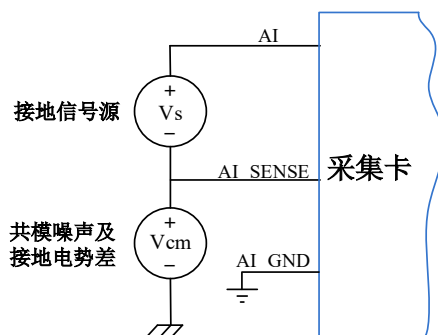 AI
+
接地信号源
Vs
−
AI SENSE
采集卡
+
共模噪声及
接地电势差
Vcm
−
AI GND